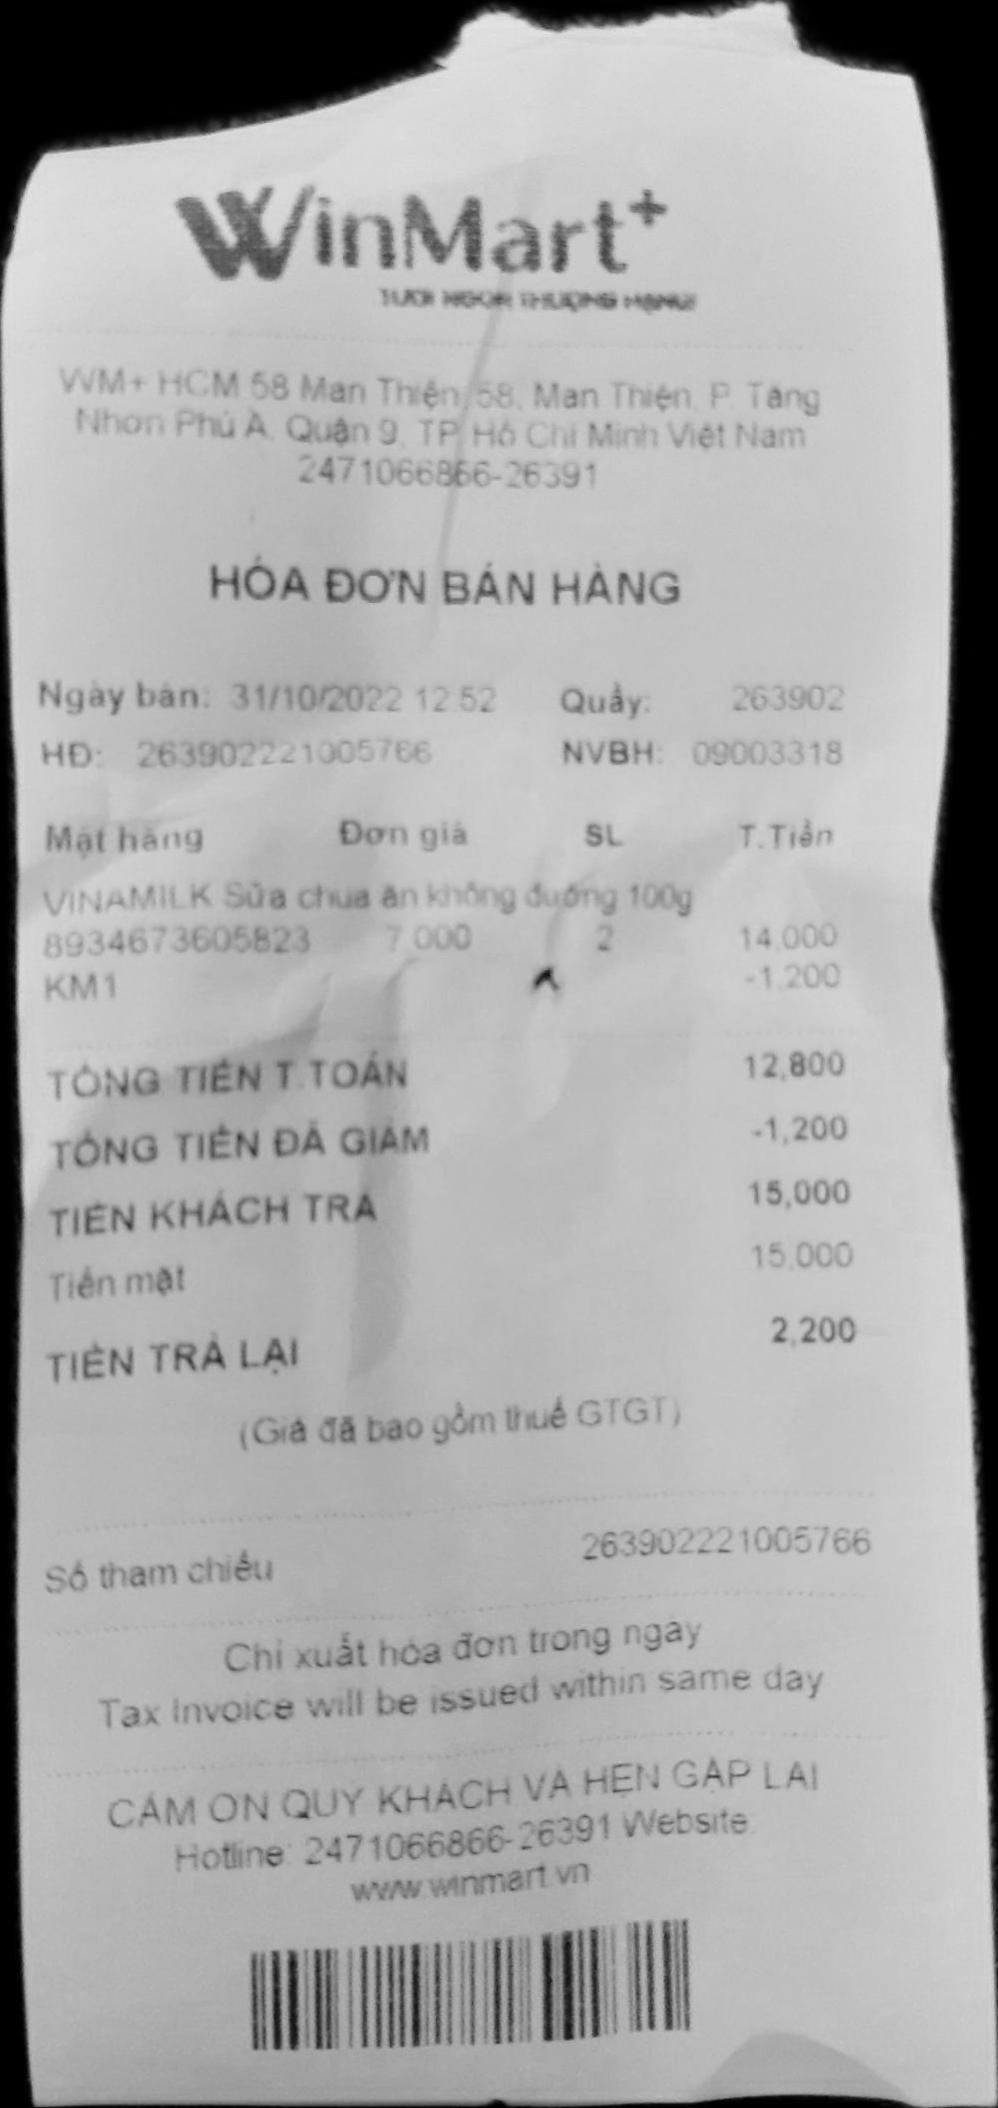 WinMart+
TƯƠI NGON THƯỢNG HẠNG!
WM+ HCM 58 Man Thiện, 58, Man Thiện, P. Tăng
Nhơn Phú A, Quận 9, TP. Hồ Chí Minh Việt Nam
2471066866-26391
HÓA ĐƠN BÁN HÀNG
Ngày bán: 31/10/2022 12:52 Quầy: 263902
HĐ: 263902221005766 NVBH: 09003318
Mặt hàng Đơn giá SL T.Tiền
VINAMILK Sữa chua ăn không đường 100g
8934673605823 7,000 2 14,000
KM1 -1,200
TỔNG TIỀN T.TOÁN 12,800
TỔNG TIỀN ĐÃ GIẢM -1,200
TIỀN KHÁCH TRẢ 15,000
Tiền mặt 15,000
TIỀN TRẢ LẠI 2,200
(Giá đã bao gồm thuế GTGT)
Số tham chiếu 263902221005766
Chỉ xuất hóa đơn trong ngày
Tax Invoice will be issued within same day
CẢM ƠN QUÝ KHÁCH VÀ HẸN GẶP LẠI
Hotline: 2471066866-26391 Website:
www.winmart.vn